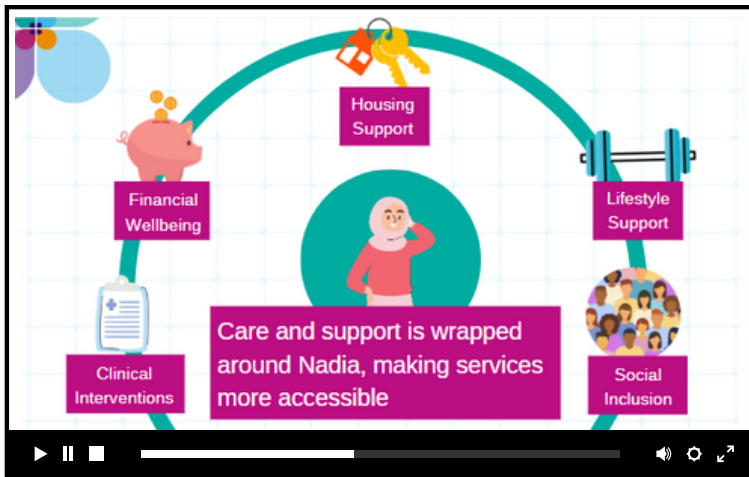 Housing
Support
Financial
Wellbeing
Lifestyle
Support
Care and support is wrapped
around Nadia, making services
more accessible
Clinical
Interventions
Social
Inclusion